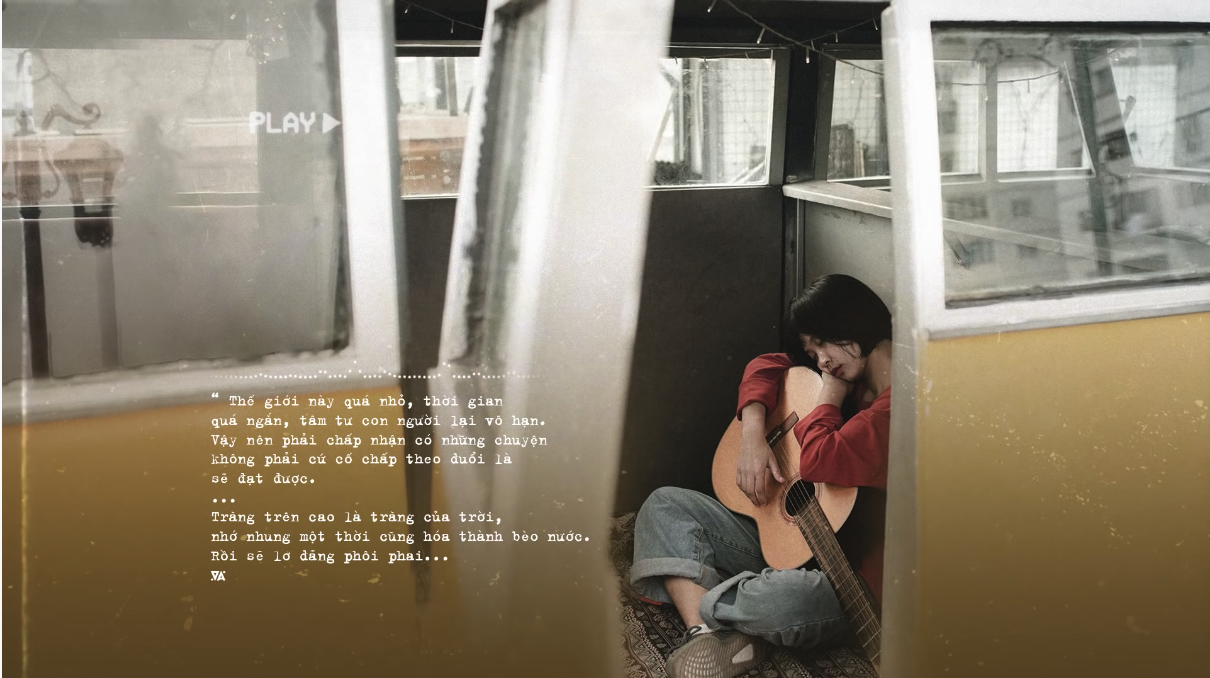 PLAY
“ Thế giới này quá nhỏ, thời gian
quá ngắn, tâm tư con người lại vô hạn.
Vậy nên phải chấp nhận có những chuyện
không phải cứ cố chấp theo đuổi là
sẽ đạt được.
...
Trăng trên cao là trăng của trời,
nhớ nhung một thời cũng hóa thành bèo nước.
Rồi sẽ lơ đãng phôi phai...
VA